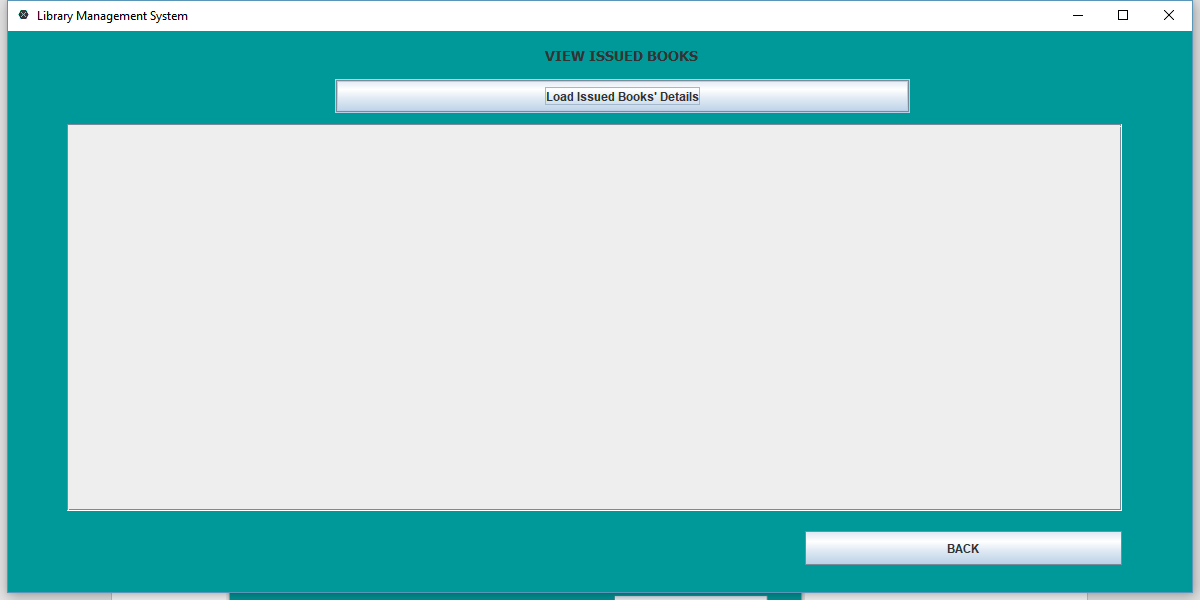 Library Management System
VIEW ISSUED BOOKS
Load Issued Books' Details
BACK